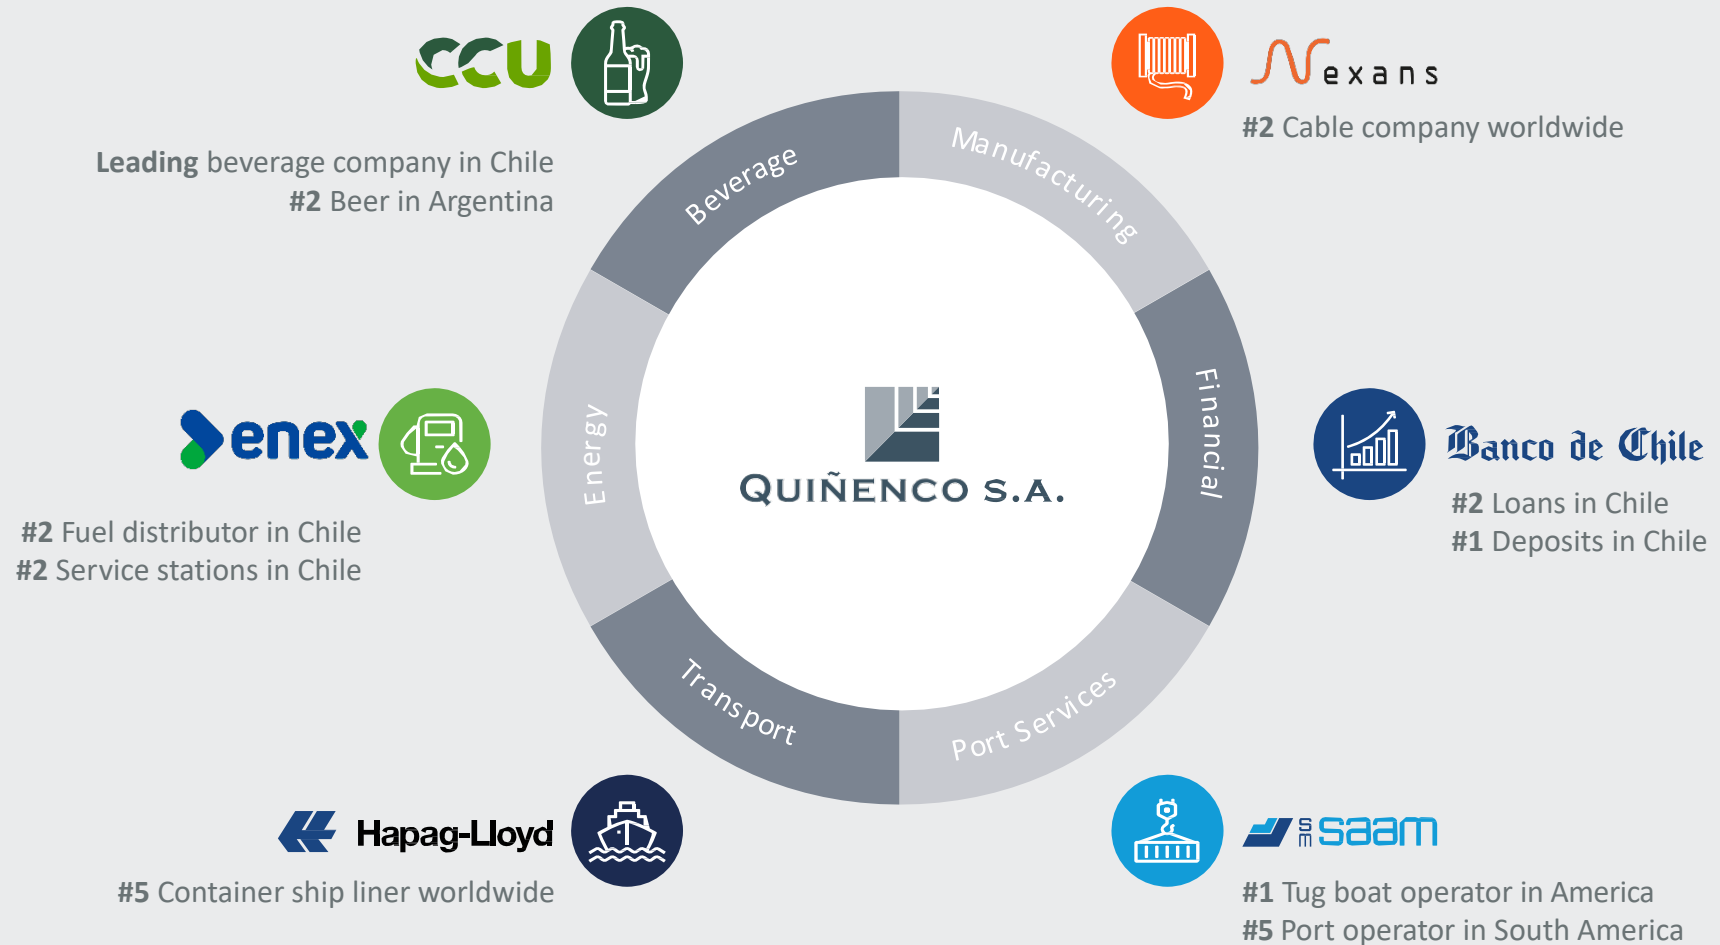 CCU
Leading beverage company in Chile
#2 Beer in Argentina
Nexans
#2 Cable company worldwide
Beverage
Manufacturing
Energy
Financial
Transport
Port Services
QUIÑENCO S.A.
enex
#2 Fuel distributor in Chile
#2 Service stations in Chile
Banco de Chile
#2 Loans in Chile
#1 Deposits in Chile
Hapag-Lloyd
#5 Container ship liner worldwide
SM saam
#1 Tug boat operator in America
#5 Port operator in South America